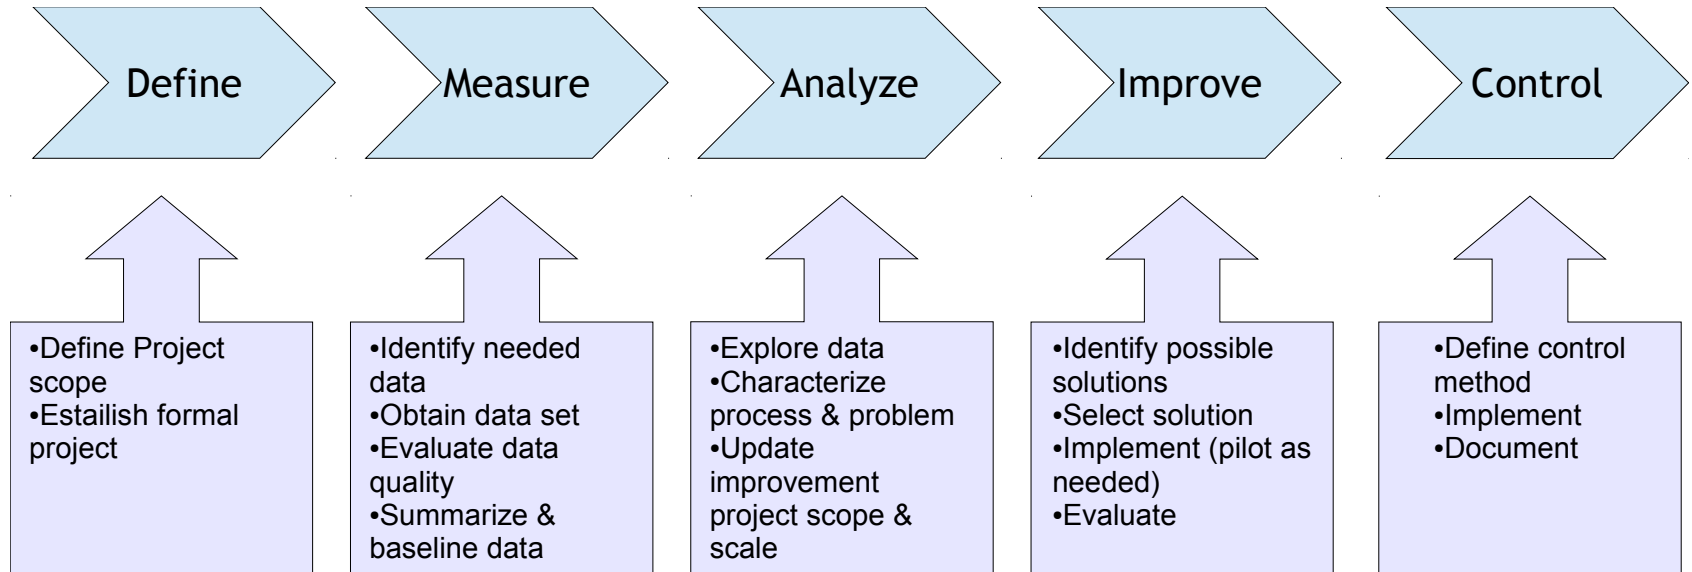 Define
Measure
Analyze
Improve
Control
•Define Project
scope
•Estailish formal
project
•Identify needed
data
•Obtain data set
•Evaluate data
quality
•Summarize &
baseline data
•Explore data
•Characterize
process & problem
•Update
improvement
project scope &
scale
•Identify possible
solutions
•Select solution
•Implement (pilot as
needed)
•Evaluate
•Define control
method
•Implement
•Document